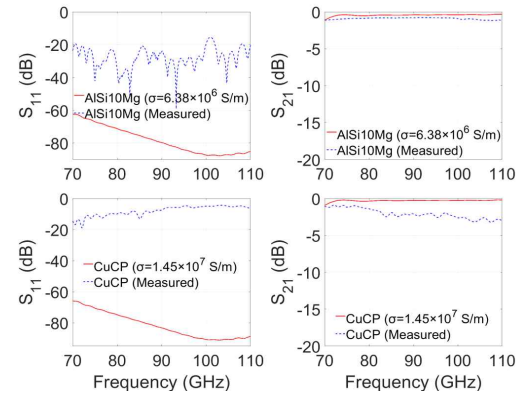 0
-20
-40
-60
-80
S11 (dB)
AlSi10Mg (σ=6.38×10^6 S/m)
AlSi10Mg (Measured)
70 80 90 100 110
0
-5
-10
-15
-20
S21 (dB)
AlSi10Mg (σ=6.38×10^6 S/m)
AlSi10Mg (Measured)
70 80 90 100 110
0
-20
-40
-60
-80
S11 (dB)
CuCP (σ=1.45×10^7 S/m)
CuCP (Measured)
70 80 90 100 110
Frequency (GHz)
0
-5
-10
-15
-20
S21 (dB)
CuCP (σ=1.45×10^7 S/m)
CuCP (Measured)
70 80 90 100 110
Frequency (GHz)